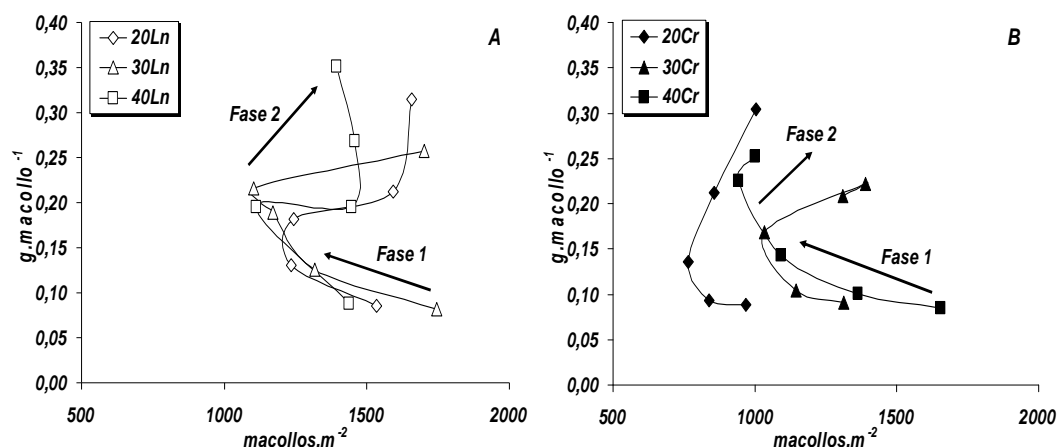 0,40
0,35
0,30
0,25
0,20
0,15
0,10
0,05
0,00
g.macollo⁻¹
20Ln
30Ln
40Ln
A
Fase 2
Fase 1
500 1000 1500 2000
macollos.m⁻²
0,40
0,35
0,30
0,25
0,20
0,15
0,10
0,05
0,00
g.macollo⁻¹
20Cr
30Cr
40Cr
B
Fase 2
Fase 1
500 1000 1500 2000
macollos.m⁻²